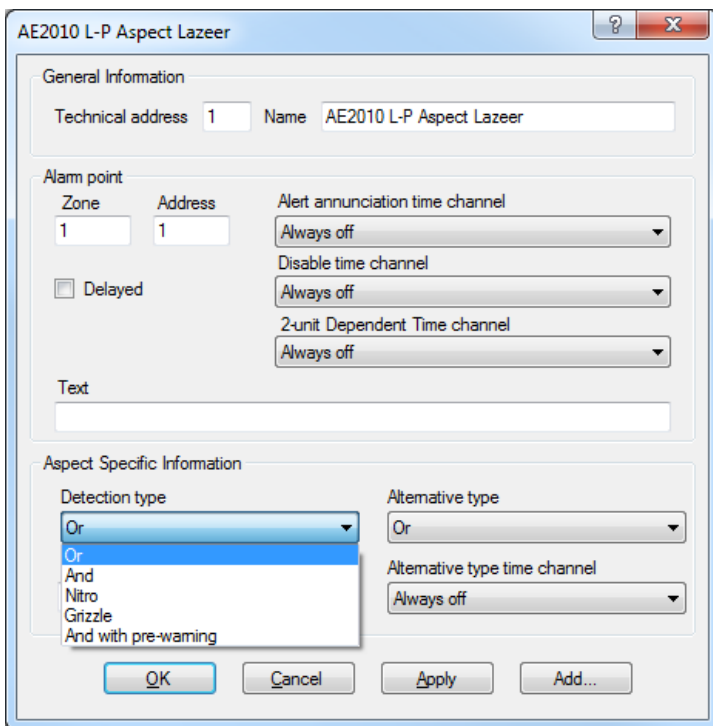 AE2010 L-P Aspect Lazeer
General Information
Technical address 1 Name AE2010 L-P Aspect Lazeer
Alarm point
Zone Address Alert annunciation time channel
1 1 Always off
Disable time channel
Delayed Always off
2-unit Dependent Time channel
Always off
Text
Aspect Specific Information
Detection type Alternative type
Or Or
Or
And Alternative type time channel
Nitro Always off
Grizzle
And with pre-warning
OK Cancel Apply Add...